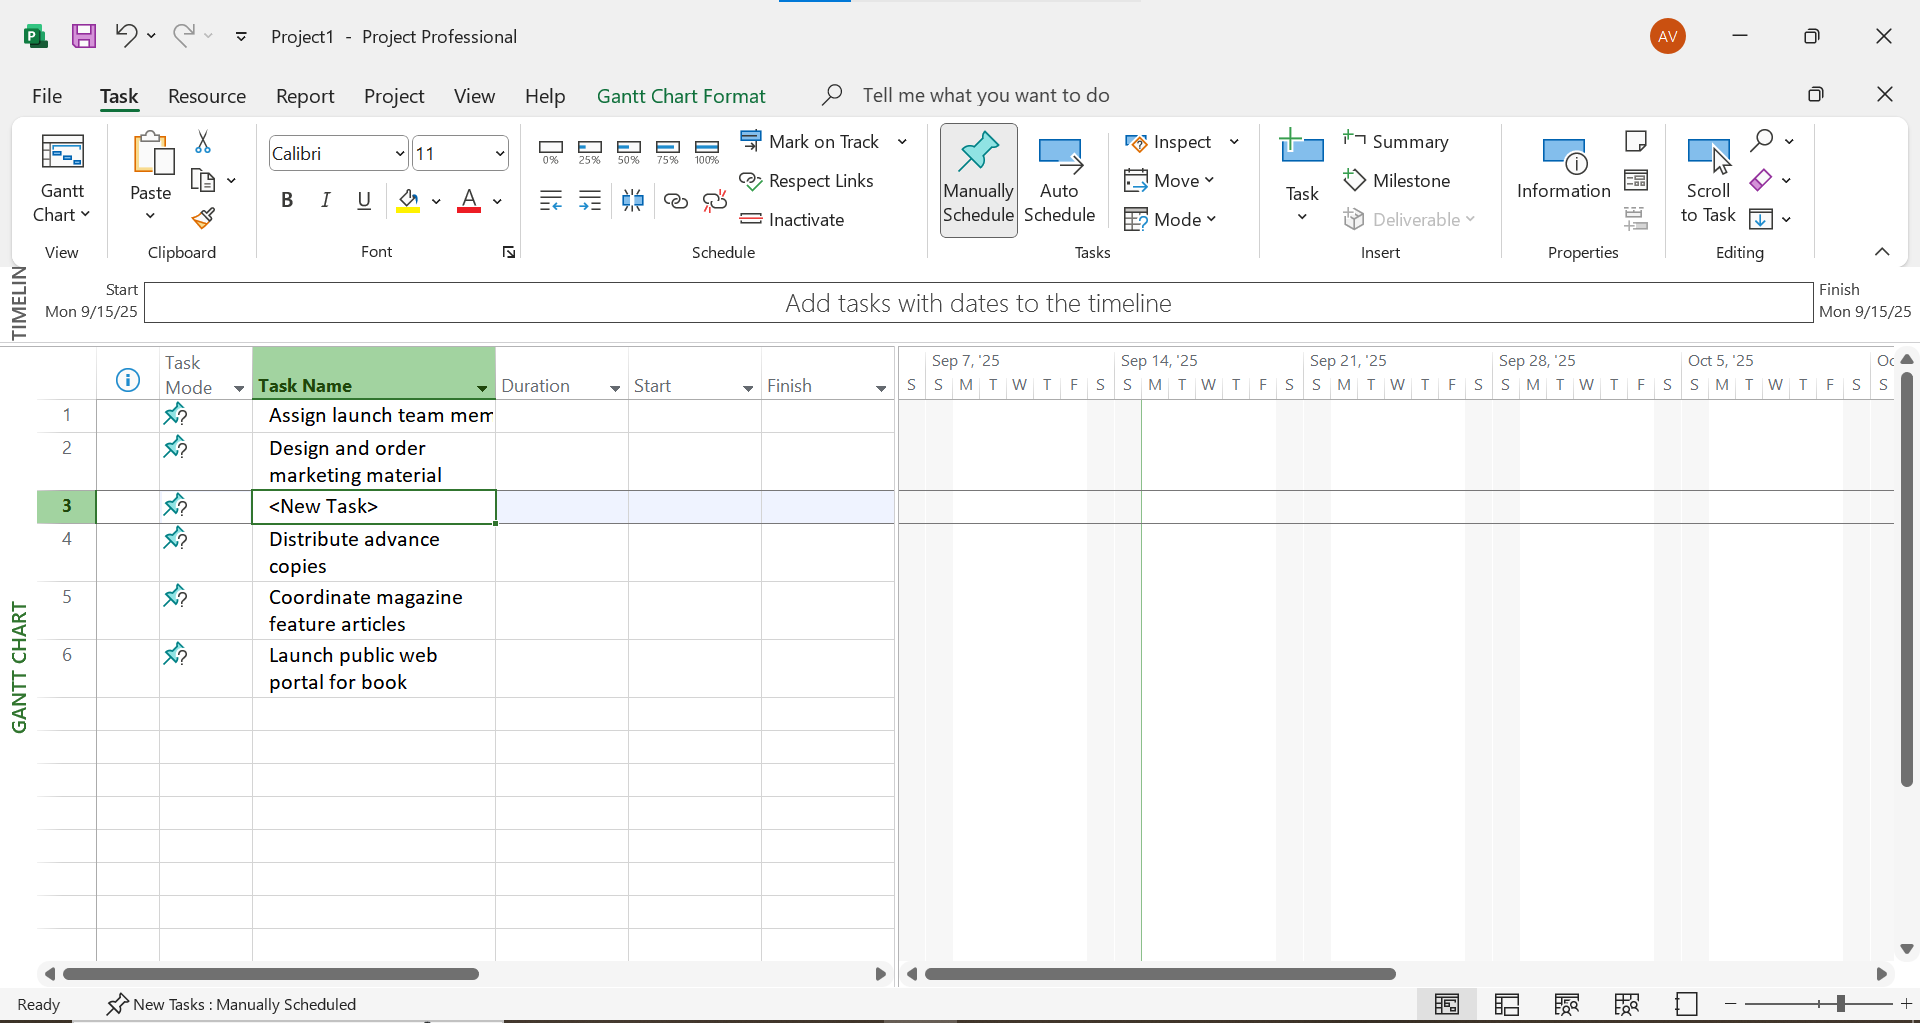 Project1 - Project Professional
AV
File Task Resource Report Project View Help Gantt Chart Format Tell me what you want to do
Gantt Chart
View
Paste
Clipboard
Calibri 11
B I U A
Font
0% 25% 50% 75% 100%
Mark on Track
Respect Links
Inactivate
Schedule
Manually Schedule
Auto Schedule
Inspect
Move
Mode
Tasks
Task
Summary
Milestone
Deliverable
Insert
Information
Properties
Scroll to Task
Editing
TIMELIN
Start
Mon 9/15/25
Add tasks with dates to the timeline
Finish
Mon 9/15/25
GANTT CHART
Task Mode Task Name Duration Start Finish
1 Assign launch team mem
2 Design and order
marketing material
3 <New Task>
4 Distribute advance
copies
5 Coordinate magazine
feature articles
6 Launch public web
portal for book
Sep 7, '25 Sep 14, '25 Sep 21, '25 Sep 28, '25 Oct 5, '25 Oc
S S M T W T F S S M T W T F S S M T W T F S S M T W T F S S M T W T F S S
Ready New Tasks : Manually Scheduled